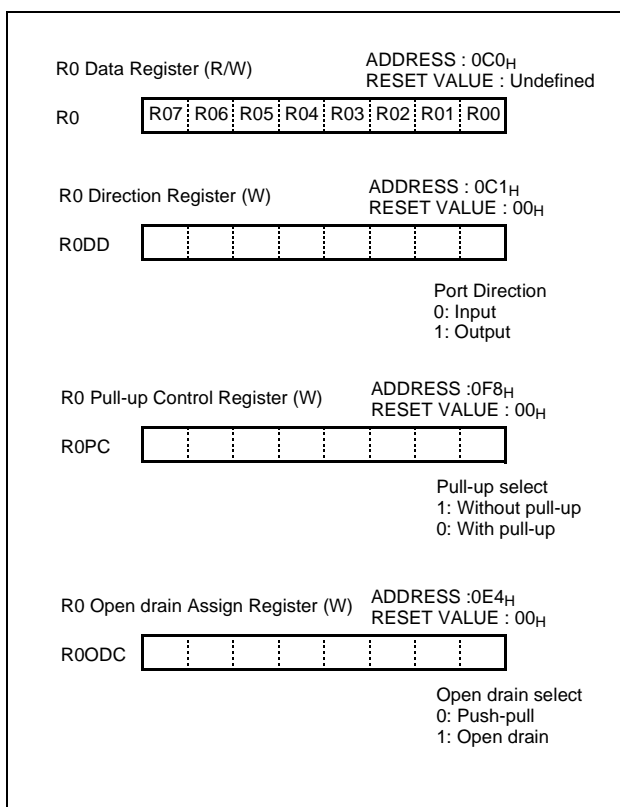 R0 Data Register (R/W)
ADDRESS : 0C0H
RESET VALUE : Undefined
R0
R07 R06 R05 R04 R03 R02 R01 R00
R0 Direction Register (W)
ADDRESS : 0C1H
RESET VALUE : 00H
R0DD
Port Direction
0: Input
1: Output
R0 Pull-up Control Register (W)
ADDRESS :0F8H
RESET VALUE : 00H
R0PC
Pull-up select
1: Without pull-up
0: With pull-up
R0 Open drain Assign Register (W)
ADDRESS :0E4H
RESET VALUE : 00H
R0ODC
Open drain select
0: Push-pull
1: Open drain